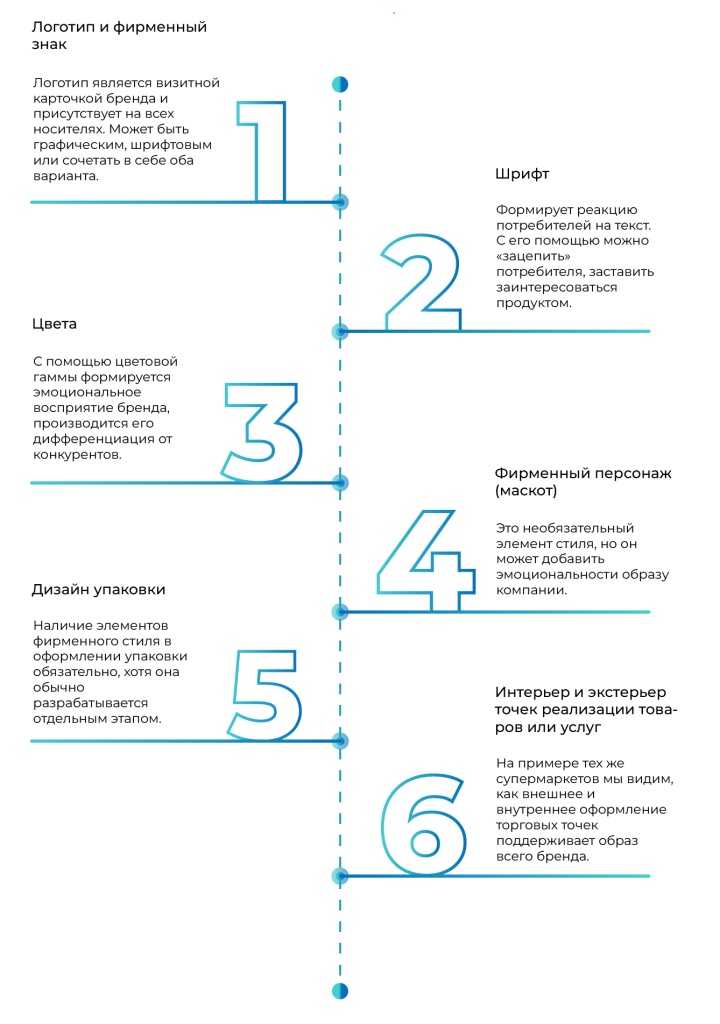 Логотип и фирменный
знак
Логотип является визитной
карточкой бренда и
присутствует на всех
носителях. Может быть
графическим, шрифтовым
или сочетать в себе оба
варианта.
1
Шрифт
Формирует реакцию
потребителей на текст.
С его помощью можно
«зацепить»
потребителя, заставить
заинтересоваться
продуктом.
2
Цвета
С помощью цветовой
гаммы формируется
эмоциональное
восприятие бренда,
производится его
дифференциация от
конкурентов.
3
Фирменный персонаж
(маскот)
Это необязательный
элемент стиля, но он
может добавить
эмоциональности образу
компании.
4
Дизайн упаковки
Наличие элементов
фирменного стиля в
оформлении упаковки
обязательно, хотя она
обычно
разрабатывается
отдельным этапом.
5
Интерьер и экстерьер
точек реализации това-
ров или услуг
На примере тех же
супермаркетов мы видим,
как внешнее и
внутреннее оформление
торговых точек
поддерживает образ
всего бренда.
6